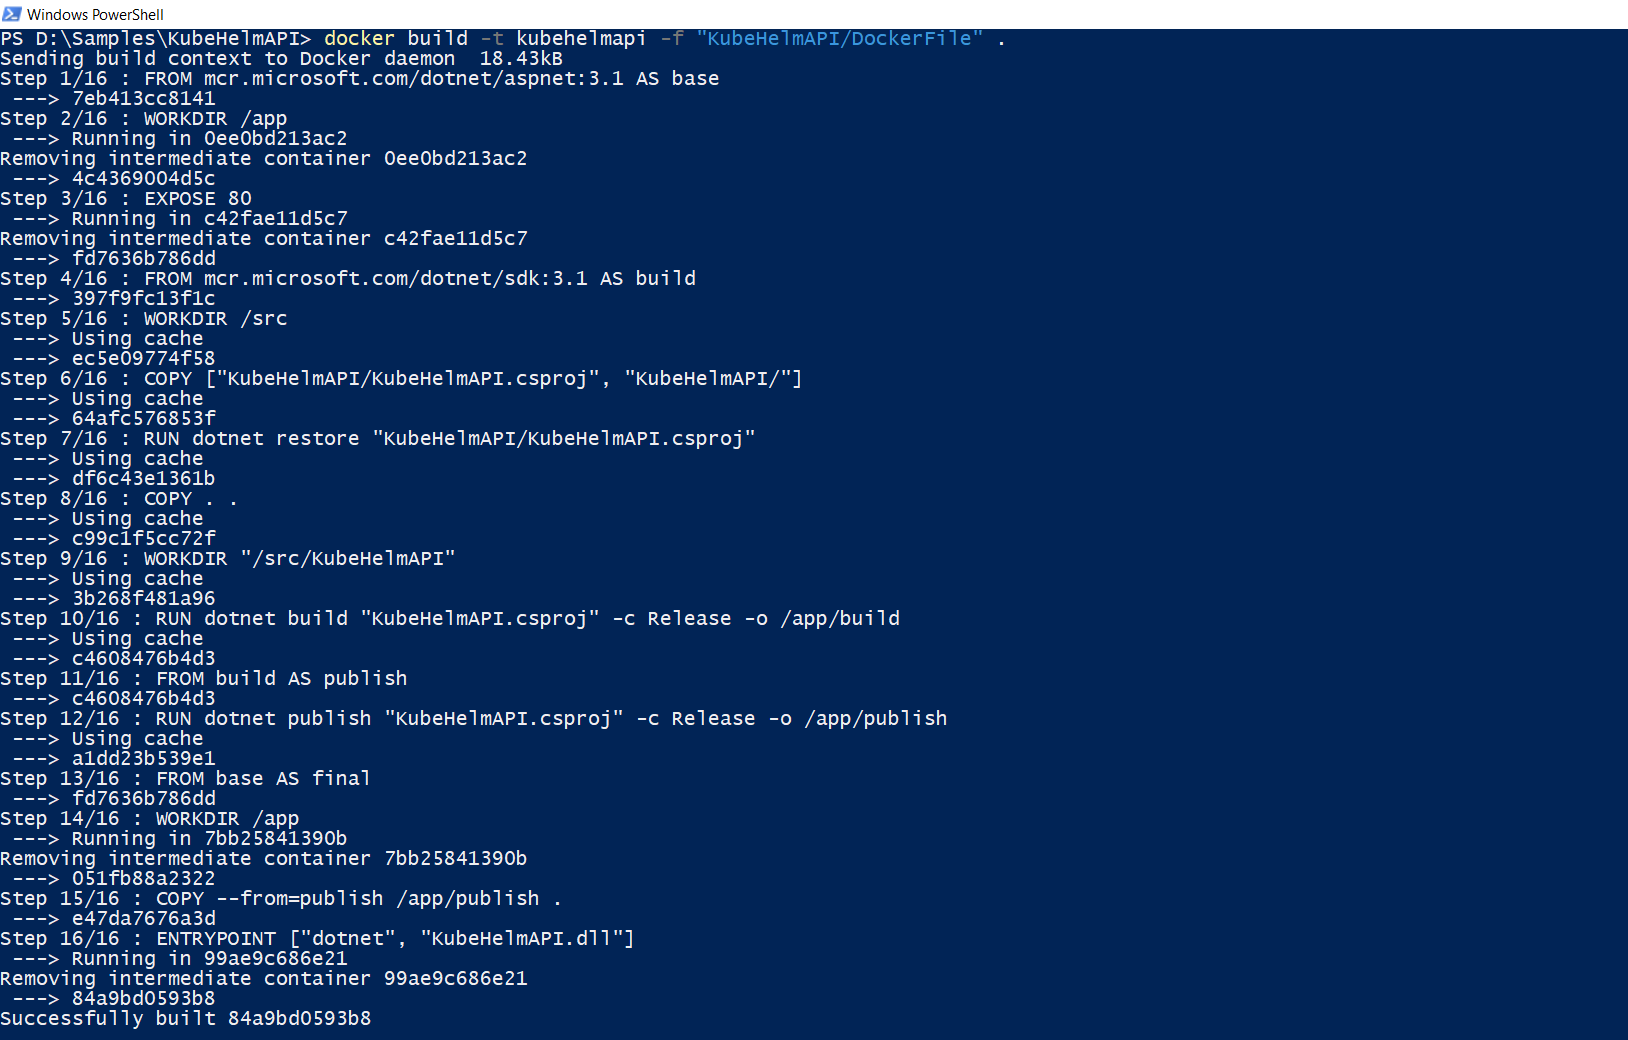 Windows PowerShell
PS D:\Samples\KubeHelmAPI> docker build -t kubehelmapi -f "KubeHelmAPI/DockerFile" .
Sending build context to Docker daemon  18.43kB
Step 1/16 : FROM mcr.microsoft.com/dotnet/aspnet:3.1 AS base
 ---> 7eb413cc8141
Step 2/16 : WORKDIR /app
 ---> Running in 0ee0bd213ac2
Removing intermediate container 0ee0bd213ac2
 ---> 4c4369004d5c
Step 3/16 : EXPOSE 80
 ---> Running in c42fae11d5c7
Removing intermediate container c42fae11d5c7
 ---> fd7636b786dd
Step 4/16 : FROM mcr.microsoft.com/dotnet/sdk:3.1 AS build
 ---> 397f9fc13f1c
Step 5/16 : WORKDIR /src
 ---> Using cache
 ---> ec5e09774f58
Step 6/16 : COPY ["KubeHelmAPI/KubeHelmAPI.csproj", "KubeHelmAPI/"]
 ---> Using cache
 ---> 64afc576853f
Step 7/16 : RUN dotnet restore "KubeHelmAPI/KubeHelmAPI.csproj"
 ---> Using cache
 ---> df6c43e1361b
Step 8/16 : COPY . .
 ---> Using cache
 ---> c99c1f5cc72f
Step 9/16 : WORKDIR "/src/KubeHelmAPI"
 ---> Using cache
 ---> 3b268f481a96
Step 10/16 : RUN dotnet build "KubeHelmAPI.csproj" -c Release -o /app/build
 ---> Using cache
 ---> c4608476b4d3
Step 11/16 : FROM build AS publish
 ---> c4608476b4d3
Step 12/16 : RUN dotnet publish "KubeHelmAPI.csproj" -c Release -o /app/publish
 ---> Using cache
 ---> a1dd23b539e1
Step 13/16 : FROM base AS final
 ---> fd7636b786dd
Step 14/16 : WORKDIR /app
 ---> Running in 7bb25841390b
Removing intermediate container 7bb25841390b
 ---> 051fb88a2322
Step 15/16 : COPY --from=publish /app/publish .
 ---> e47da7676a3d
Step 16/16 : ENTRYPOINT ["dotnet", "KubeHelmAPI.dll"]
 ---> Running in 99ae9c686e21
Removing intermediate container 99ae9c686e21
 ---> 84a9bd0593b8
Successfully built 84a9bd0593b8